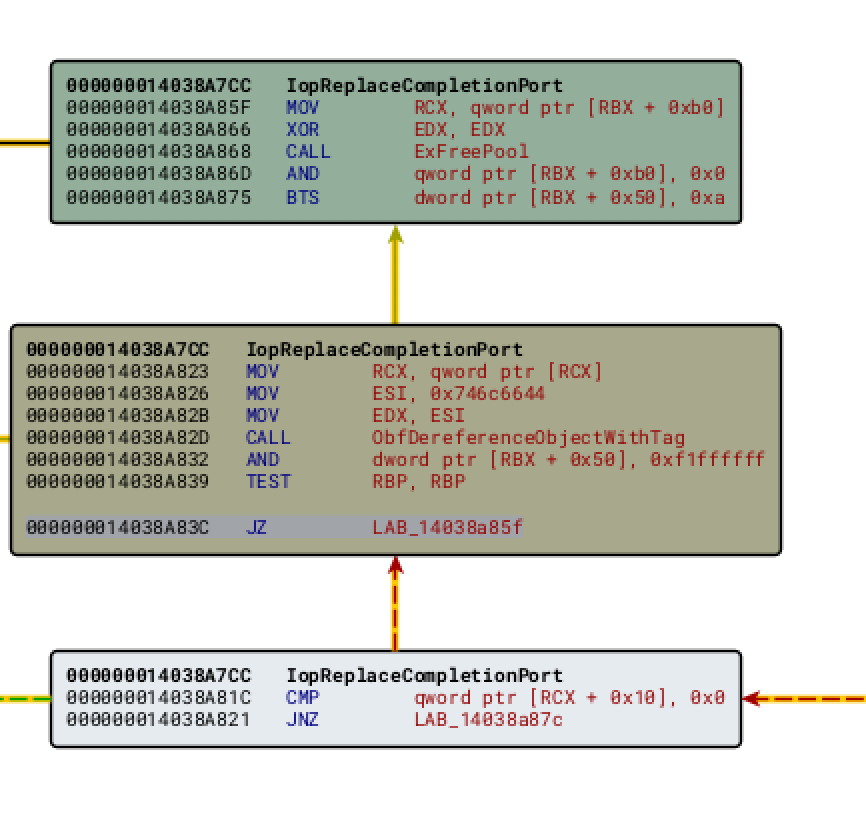 000000014038A7CC IopReplaceCompletionPort
000000014038A85F MOV RCX, qword ptr [RBX + 0xb0]
000000014038A866 XOR EDX, EDX
000000014038A868 CALL ExFreePool
000000014038A86D AND qword ptr [RBX + 0xb0], 0x0
000000014038A875 BTS dword ptr [RBX + 0x50], 0xa
000000014038A7CC IopReplaceCompletionPort
000000014038A823 MOV RCX, qword ptr [RCX]
000000014038A826 MOV ESI, 0x746c6644
000000014038A82B MOV EDX, ESI
000000014038A82D CALL ObfDereferenceObjectWithTag
000000014038A832 AND dword ptr [RBX + 0x50], 0xf1ffffff
000000014038A839 TEST RBP, RBP
000000014038A83C JZ LAB_14038a85f
000000014038A7CC IopReplaceCompletionPort
000000014038A81C CMP qword ptr [RCX + 0x10], 0x0
000000014038A821 JNZ LAB_14038a87c